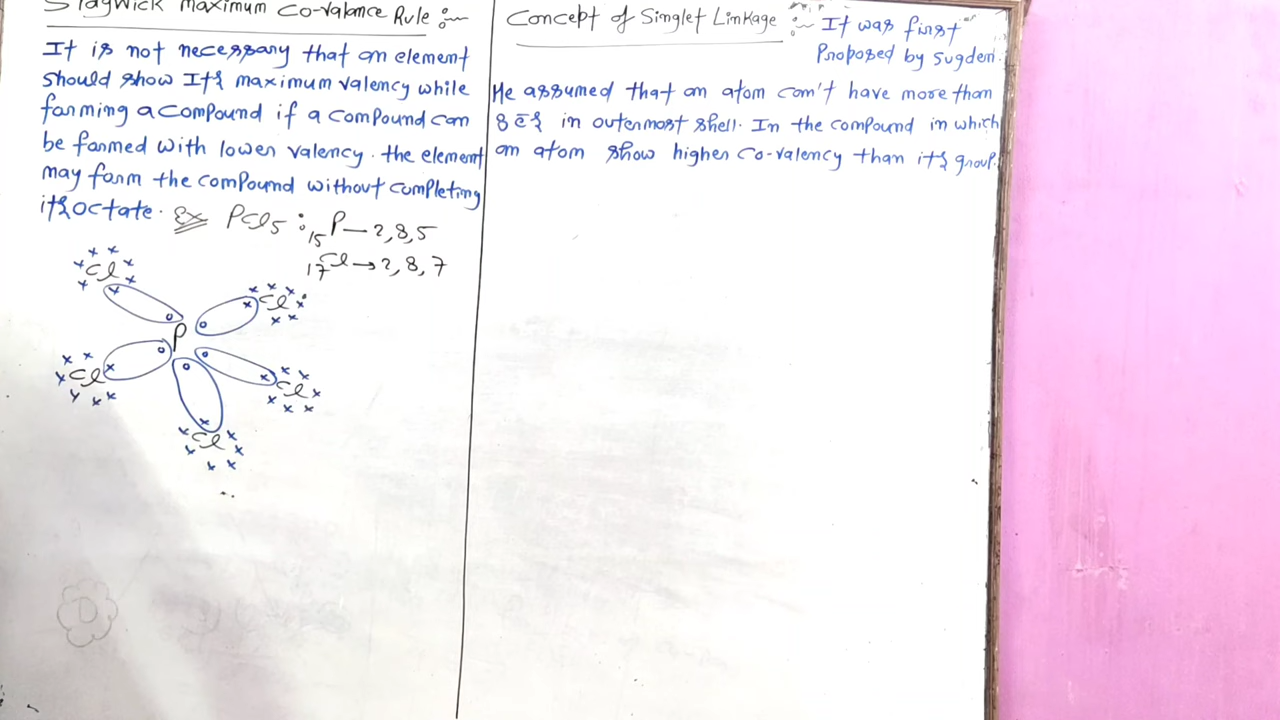 Sidgwick Maximum Co-valance Rule :~
It is not necessary that an element
should show Its maximum valency while
forming a compound if a compound can
be formed with lower valency. the element
may form the compound without completing
its octate. Ex PCl5 : 15P — 2,8,5
17Cl → 2, 8, 7
Cl
Cl
P
Cl
Cl
Cl
D
Concept of Singlet Linkage :~ It was first
Proposed by Sugden.
He assumed that an atom can't have more than
8 e⁻s in outermost shell. In the compound in which
an atom show higher co-valency than its group.